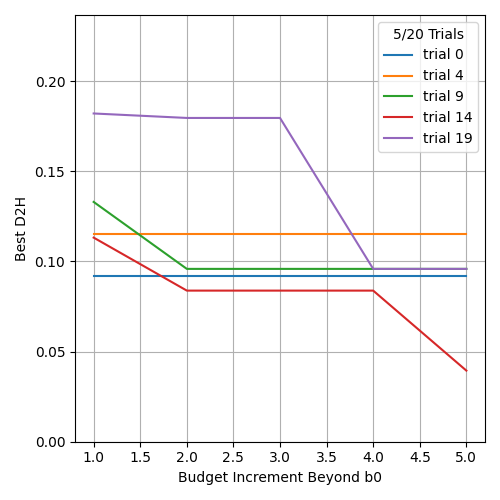 5/20 Trials
trial 0
trial 4
trial 9
trial 14
trial 19
0.20
0.15
0.10
0.05
0.00
Best D2H
1.0 1.5 2.0 2.5 3.0 3.5 4.0 4.5 5.0
Budget Increment Beyond b0